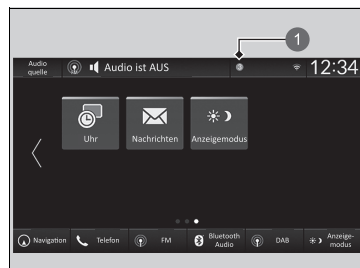 1
Audio
quelle
Audio ist AUS
12:34
Uhr
Nachrichten
Anzeigemodus
Navigation
Telefon
FM
Bluetooth
Audio
DAB
Anzeige-
modus